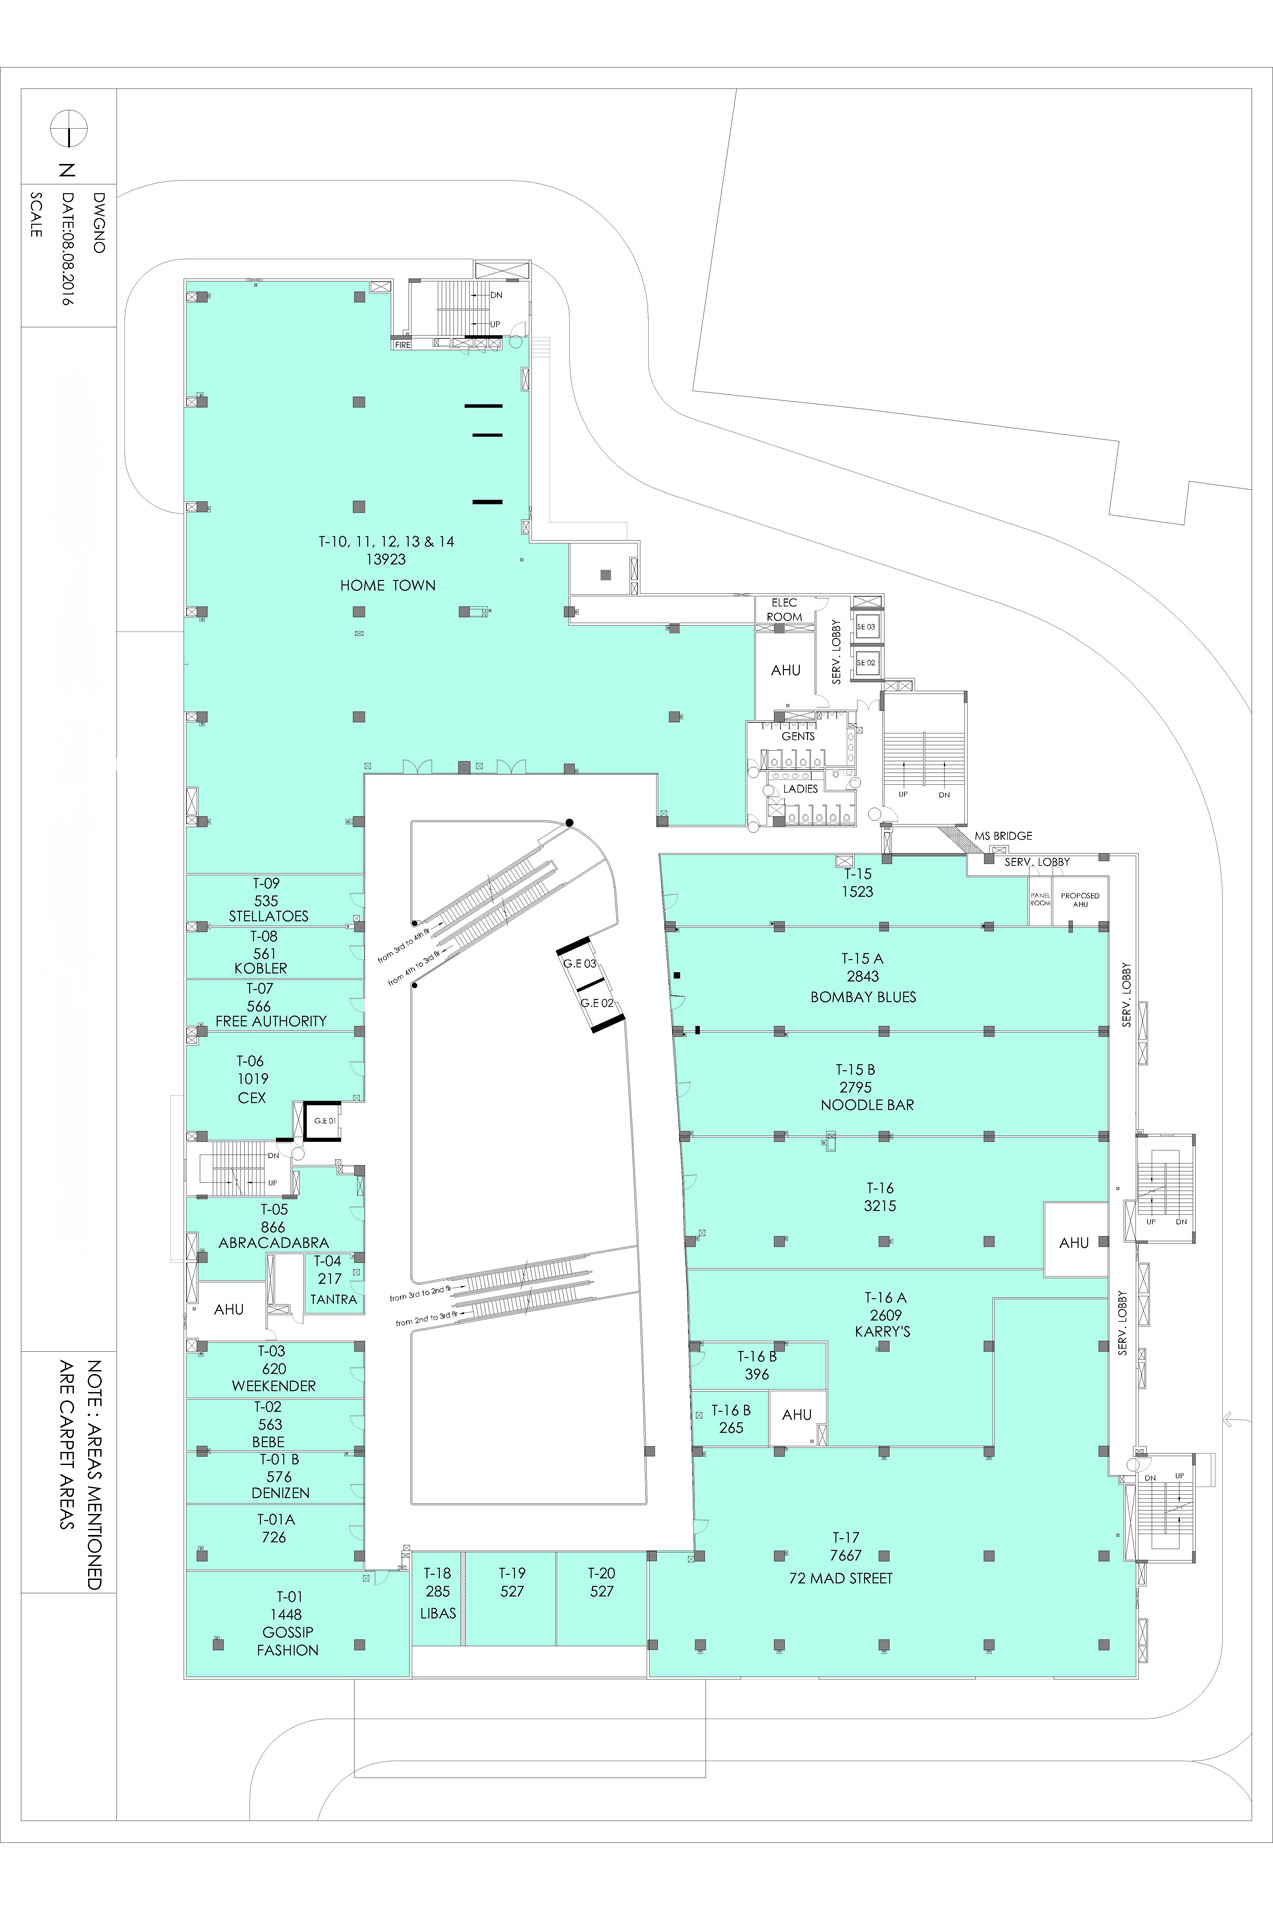 N
DWGNO
DATE:08.08.2016
SCALE
NOTE : AREAS MENTIONED
ARE CARPET AREAS
DN
UP
FIRE
T-10, 11, 12, 13 & 14
13923
HOME TOWN
ELEC
ROOM
SERV. LOBBY
SE 03
SE 02
AHU
GENTS
LADIES
UP
DN
MS BRIDGE
SERV. LOBBY
PANEL
ROOM
PROPOSED
AHU
T-15
1523
T-09
535
STELLATOES
T-08
561
KOBLER
T-07
566
FREE AUTHORITY
T-06
1019
CEX
G.E 01
DN
UP
T-05
866
ABRACADABRA
T-04
217
TANTRA
AHU
T-03
620
WEEKENDER
T-02
563
BEBE
T-01 B
576
DENIZEN
T-01A
726
T-01
1448
GOSSIP
FASHION
from 3rd to 4th flr
from 4th to 3rd flr
G.E 03
G.E 02
from 3rd to 2nd flr
from 2nd to 3rd flr
T-15 A
2843
BOMBAY BLUES
SERV. LOBBY
T-15 B
2795
NOODLE BAR
T-16
3215
AHU
UP
DN
T-16 A
2609
KARRY'S
SERV. LOBBY
T-16 B
396
T-16 B
265
AHU
DN
UP
T-17
7667
72 MAD STREET
T-18
285
LIBAS
T-19
527
T-20
527